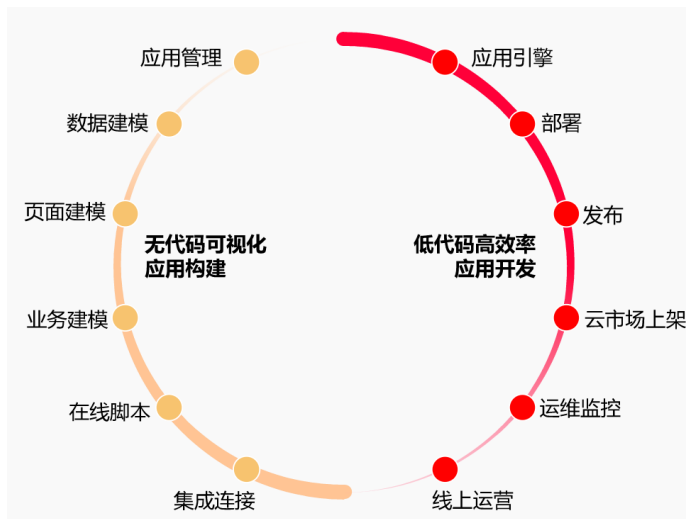 应用管理
数据建模
页面建模
业务建模
在线脚本
集成连接
无代码可视化
应用构建
低代码高效率
应用开发
应用引擎
部署
发布
云市场上架
运维监控
线上运营